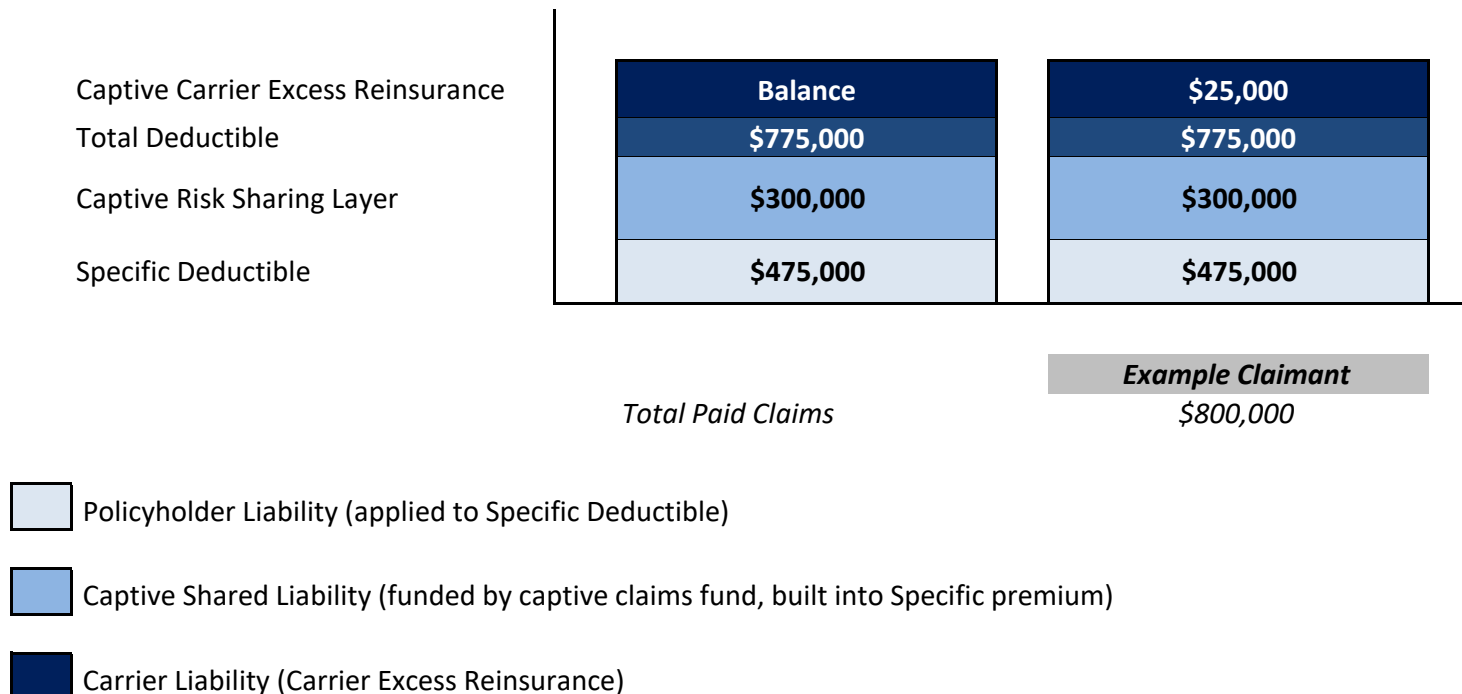 Captive Carrier Excess Reinsurance Balance $25,000
Total Deductible $775,000 $775,000
Captive Risk Sharing Layer $300,000 $300,000
Specific Deductible $475,000 $475,000
Example Claimant
Total Paid Claims $800,000
Policyholder Liability (applied to Specific Deductible)
Captive Shared Liability (funded by captive claims fund, built into Specific premium)
Carrier Liability (Carrier Excess Reinsurance)